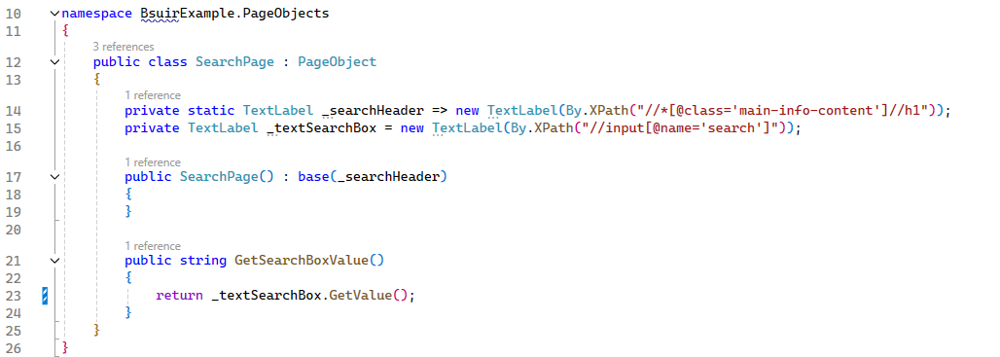 10 namespace BsuirExample.PageObjects
11 {
3 references
12 public class SearchPage : PageObject
13 {
1 reference
14 private static TextLabel _searchHeader => new TextLabel(By.XPath("//*[@class='main-info-content']//h1"));
15 private TextLabel _textSearchBox = new TextLabel(By.XPath("//input[@name='search']"));
16
1 reference
17 public SearchPage() : base(_searchHeader)
18 {
19 }
20
1 reference
21 public string GetSearchBoxValue()
22 {
23 return _textSearchBox.GetValue();
24 }
25 }
26 }